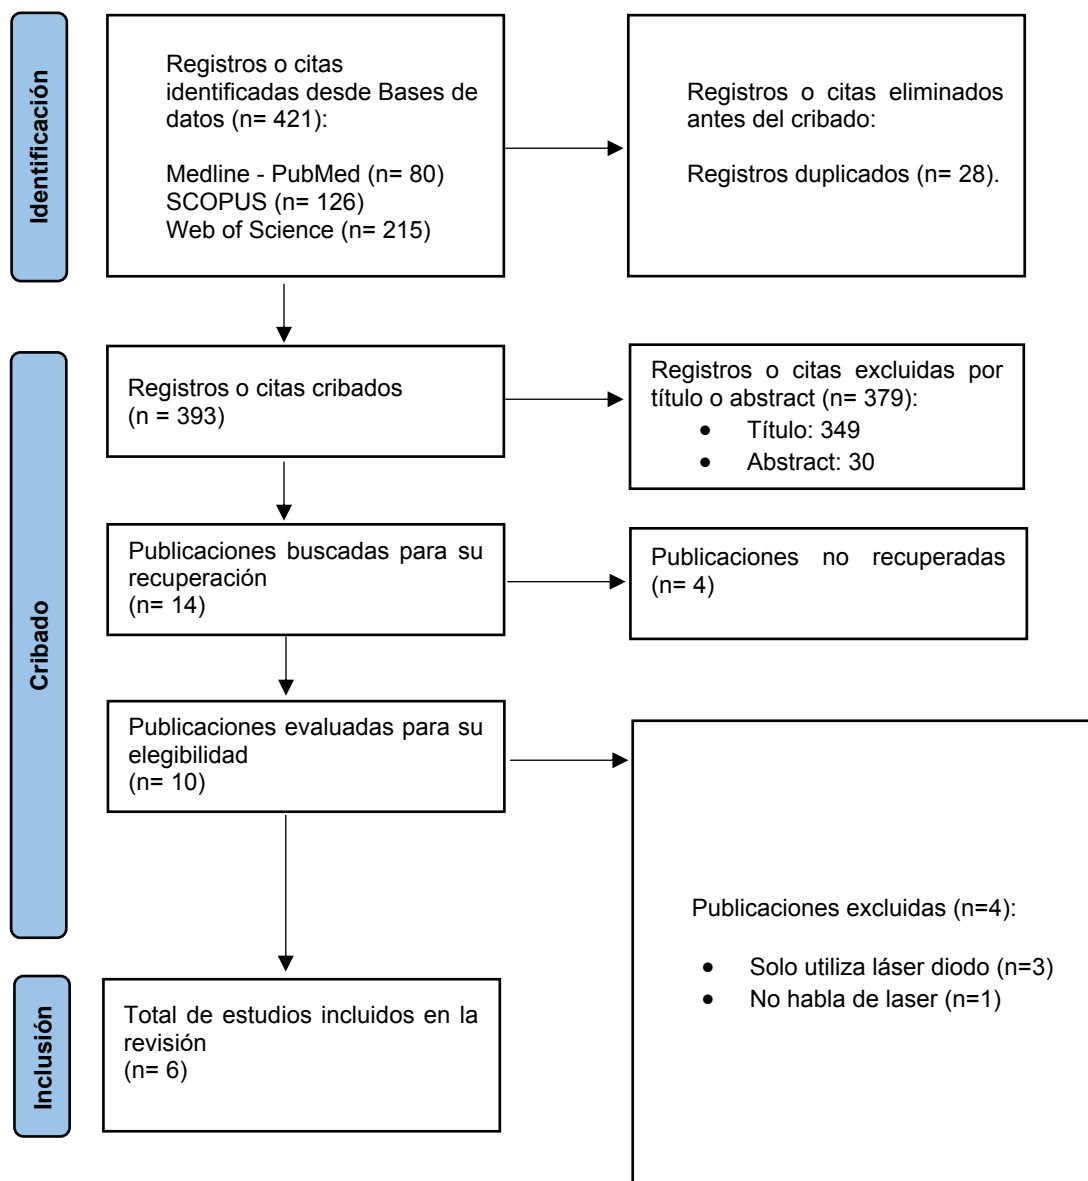 Identificación
Registros o citas
identificadas desde Bases de
datos (n= 421):
Medline - PubMed (n= 80)
SCOPUS (n= 126)
Web of Science (n= 215)
Registros o citas eliminados
antes del cribado:
Registros duplicados (n= 28).
Cribado
Registros o citas cribados
(n = 393)
Registros o citas excluidas por
título o abstract (n= 379):
• Título: 349
• Abstract: 30
Publicaciones buscadas para su
recuperación
(n= 14)
Publicaciones no recuperadas
(n= 4)
Publicaciones evaluadas para su
elegibilidad
(n= 10)
Publicaciones excluidas (n=4):
• Solo utiliza láser diodo (n=3)
• No habla de laser (n=1)
Inclusión
Total de estudios incluidos en la
revisión
(n= 6)